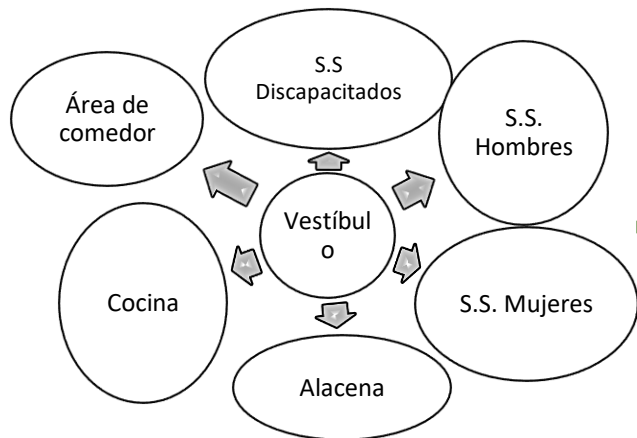 S.S
Discapacitados
Área de
comedor
S.S.
Hombres
Vestíbul
o
Cocina
S.S. Mujeres
Alacena